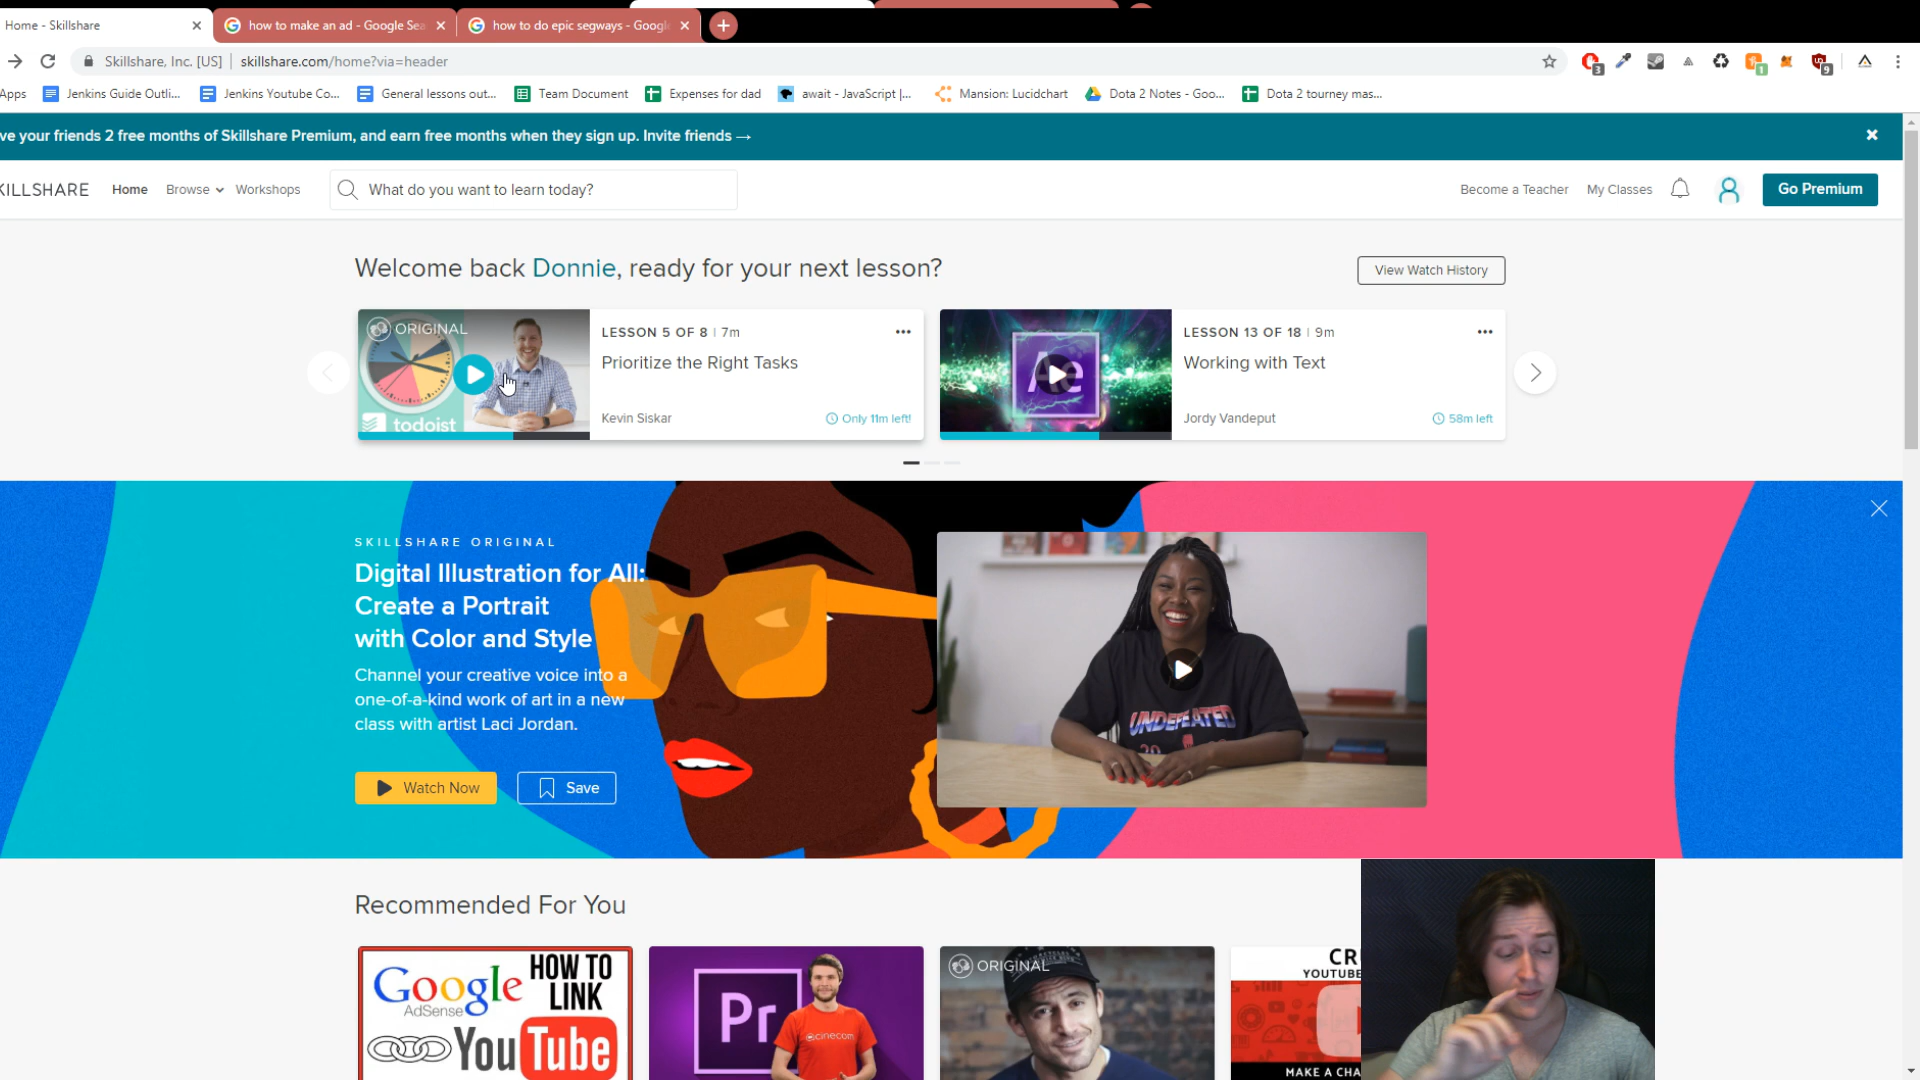 Home - Skillshare
how to make an ad - Google Sea
how to do epic segways - Googl
Skillshare, Inc. [US] | skillshare.com/home?via=header
3
1
9
Apps
Jenkins Guide Outli...
Jenkins Youtube Co...
General lessons out...
Team Document
Expenses for dad
await - JavaScript |...
Mansion: Lucidchart
Dota 2 Notes - Goo...
Dota 2 tourney mas...
ve your friends 2 free months of Skillshare Premium, and earn free months when they sign up. Invite friends →
KILLSHARE
Home
Browse
Workshops
What do you want to learn today?
Become a Teacher
My Classes
Go Premium
Welcome back Donnie, ready for your next lesson?
View Watch History
ORIGINAL
todoist
LESSON 5 OF 8 | 7m
Prioritize the Right Tasks
Kevin Siskar
Only 11m left!
Ae
LESSON 13 OF 18 | 9m
Working with Text
Jordy Vandeput
58m left
SKILLSHARE ORIGINAL
Digital Illustration for All:
Create a Portrait
with Color and Style
Channel your creative voice into a
one-of-a-kind work of art in a new
class with artist Laci Jordan.
Watch Now
Save
UNDEFEATED
Recommended For You
Google
AdSense
HOW TO
LINK
YouTube
Pr
cinecom
ORIGINAL
CR
YOUTUBE
MAKE A CHA